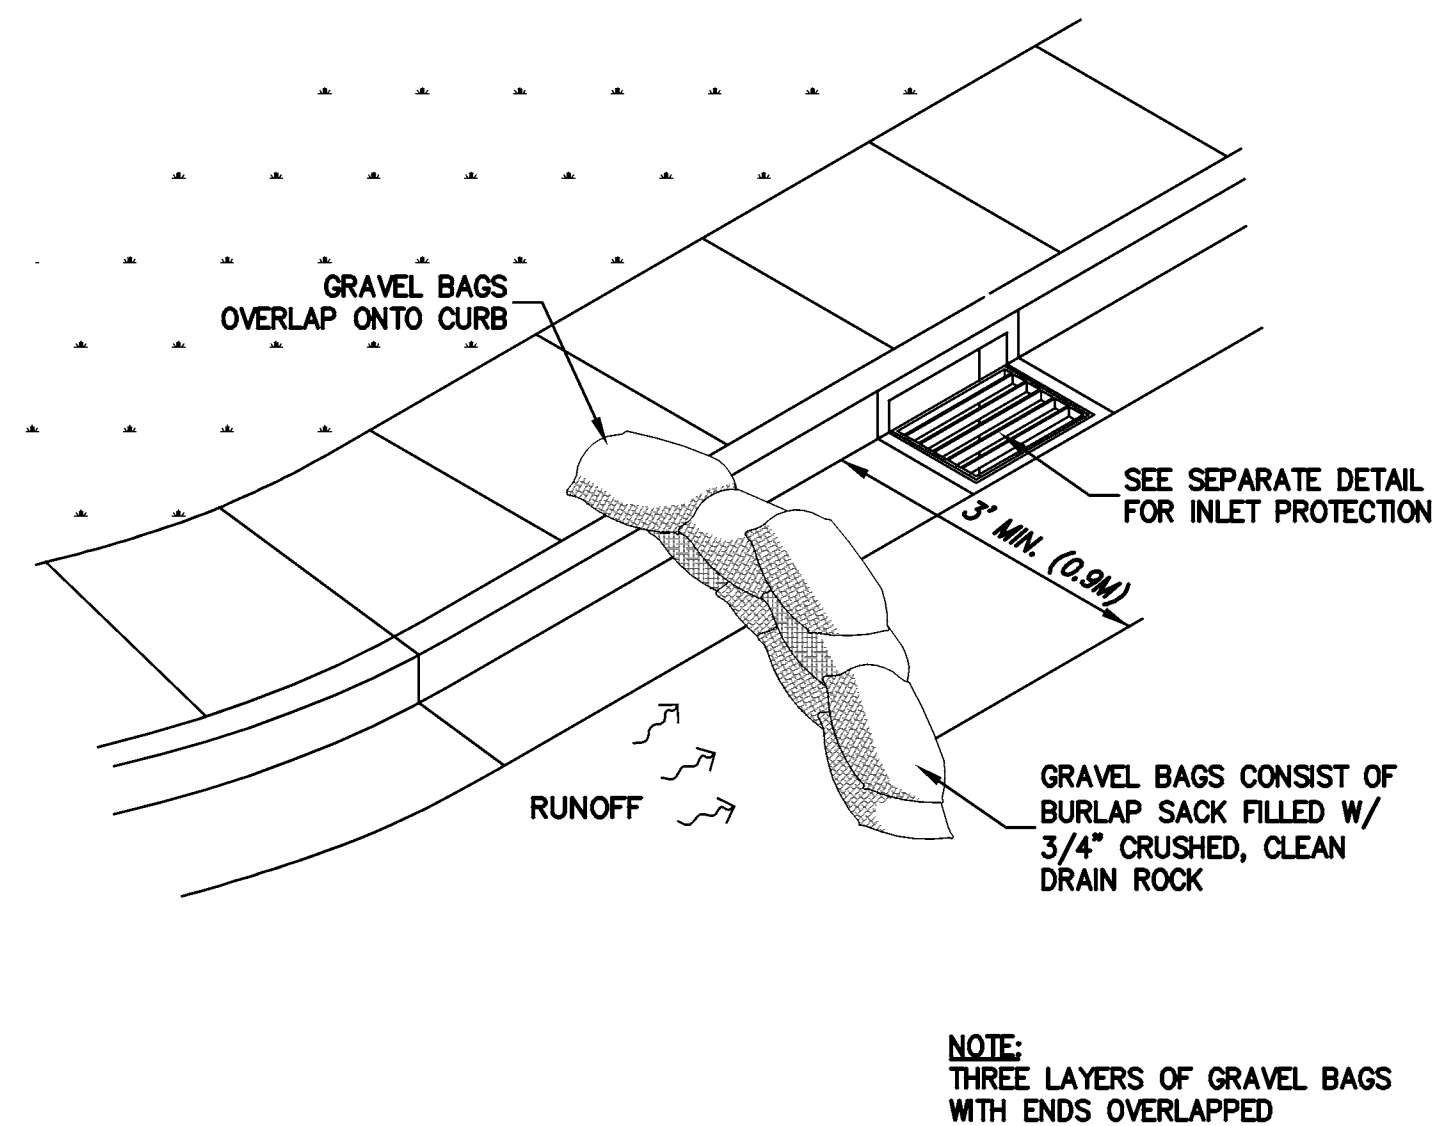 GRAVEL BAGS
OVERLAP ONTO CURB
SEE SEPARATE DETAIL
FOR INLET PROTECTION
3' MIN. (0.9M)
RUNOFF
GRAVEL BAGS CONSIST OF
BURLAP SACK FILLED W/
3/4" CRUSHED, CLEAN
DRAIN ROCK
NOTE:
THREE LAYERS OF GRAVEL BAGS
WITH ENDS OVERLAPPED